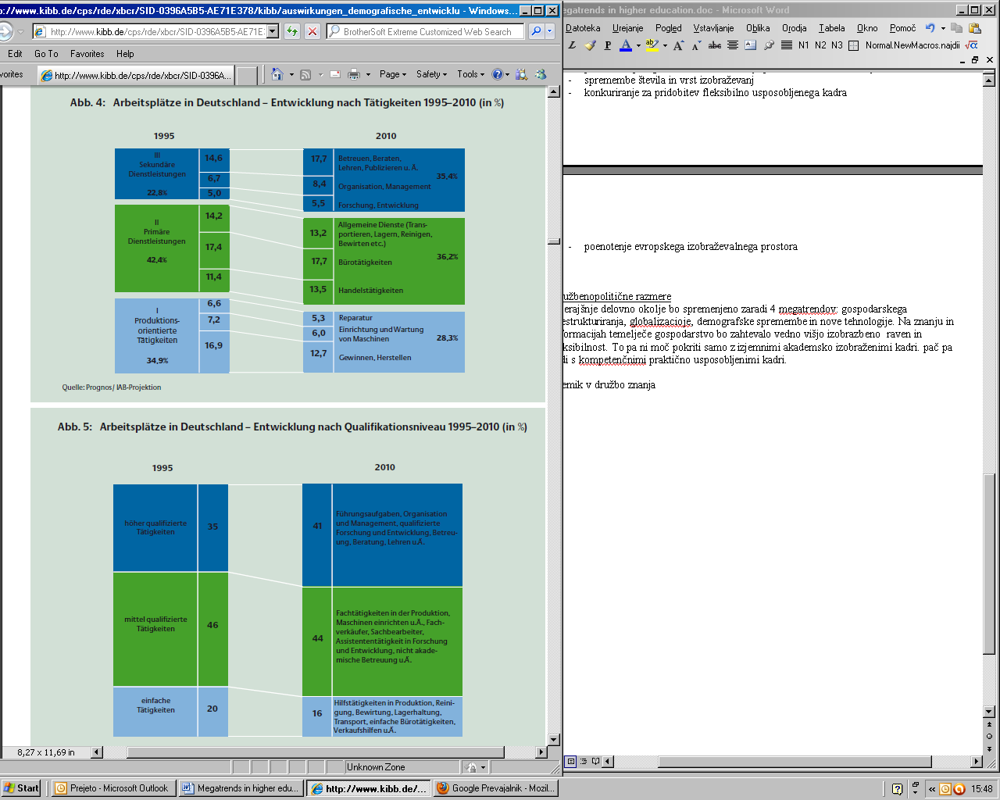 p://www.kibb.de/cps/rde/xbcr/SID-0396A5B5-AE71E378/kibb/auswirkungen_demografische_entwicklu - Windows...
http://www.kibb.de/cps/rde/xbcr/SID-0396A5B5-AE71E:
BrotherSoft Extreme Customized Web Search
Edit Go To Favorites Help
vorites
http://www.kibb.de/cps/rde/xbcr/SID-0396A...
Page Safety Tools
Abb. 4: Arbeitsplätze in Deutschland – Entwicklung nach Tätigkeiten 1995–2010 (in %)
1995 2010
III
Sekundäre
Dienstleistungen
22,8%
14,6
6,7
5,0
17,7
8,4
5,5
Betreuen, Beraten,
Lehren, Publizieren u. Ä.
Organisation, Management
Forschung, Entwicklung
35,4%
II
Primäre
Dienstleistungen
42,4%
14,2
17,4
11,4
13,2
17,7
13,5
Allgemeine Dienste (Trans-
portieren, Lagern, Reinigen,
Bewirten etc.)
Bürotätigkeiten
Handelstätigkeiten
36,2%
I
Produktions-
orientierte
Tätigkeiten
34,9%
6,6
7,2
16,9
5,3
6,0
12,7
Reparatur
Einrichtung und Wartung
von Maschinen
Gewinnen, Herstellen
28,3%
Quelle: Prognos/ IAB-Projektion
Abb. 5: Arbeitsplätze in Deutschland – Entwicklung nach Qualifikationsniveau 1995–2010 (in %)
1995 2010
höher qualifizierte
Tätigkeiten
35
41
Führungsaufgaben, Organisation
und Management, qualifizierte
Forschung und Entwicklung, Betreu-
ung, Beratung, Lehren u.Ä.
mittel qualifizierte
Tätigkeiten
46
44
Fachtätigkeiten in der Produktion,
Maschinen einrichten u.Ä., Fach-
verkäufer, Sachbearbeiter,
Assistententätigkeit in Forschung
und Entwicklung, nicht akade-
mische Betreuung u.Ä.
einfache
Tätigkeiten
20
16
Hilfstätigkeiten in Produktion, Reini-
gung, Bewirtung, Lagerhaltung,
Transport, einfache Bürotätigkeiten,
Verkaufshilfen u.Ä.
8,27 x 11,69 in
Unknown Zone
egatrends in higher education.doc - Microsoft Word
Datoteka Urejanje Pogled Vstavljanje Oblika Orodja Tabela Okno Pomoč
P A ab A A abc A N1 N2 N3 Normal.NewMacros.najdii √α
- spremembe števila in vrst izobraževanj
- konkuriranje za pridobitev fleksibilno usposobljenega kadra
- poenotenje evropskega izobraževalnega prostora
užbenopolitične razmere
erajšnje delovno okolje bo spremenjeno zaradi 4 megatrendov: gospodarskega
estrukturiranja, globalizacioje, demografske spremembe in nove tehnologije. Na znanju in
formacijah temelječe gospodarstvo bo zahtevalo vedno višjo izobrazbeno raven in
ksibilnost. To pa ni moč pokriti samo z izjemnimi akademsko izobraženimi kadri. pač pa
di s kompetenčnimi praktično usposobljenimi kadri.
emik v družbo znanja
Start
Prejeto - Microsoft Outlook
Megatrends in higher edu...
http://www.kibb.de/...
Google Prevajalnik - Mozil...
15:48